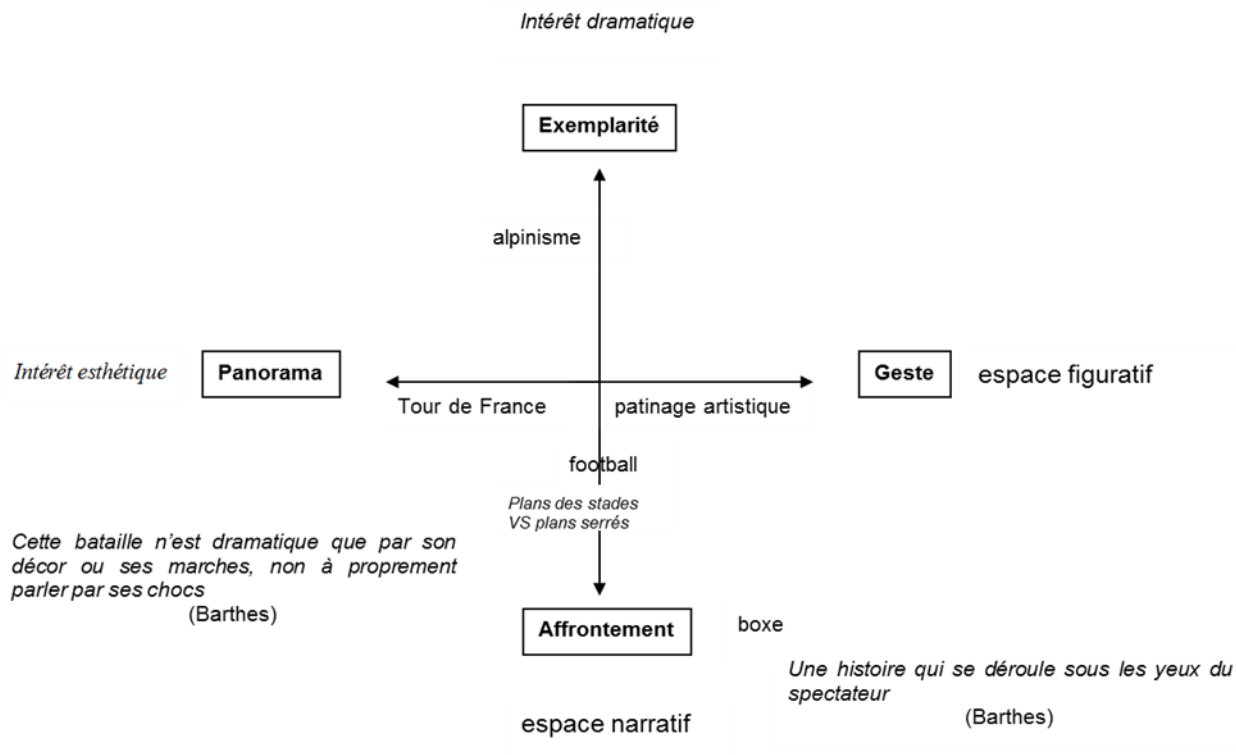 Intérêt dramatique
Exemplarité
alpinisme
Intérêt esthétique
Panorama
Geste
espace figuratif
Tour de France
patinage artistique
football
Plans des stades
VS plans serrés
Cette bataille n’est dramatique que par son
décor ou ses marches, non à proprement
parler par ses chocs
(Barthes)
Affrontement
boxe
Une histoire qui se déroule sous les yeux du
spectateur
(Barthes)
espace narratif